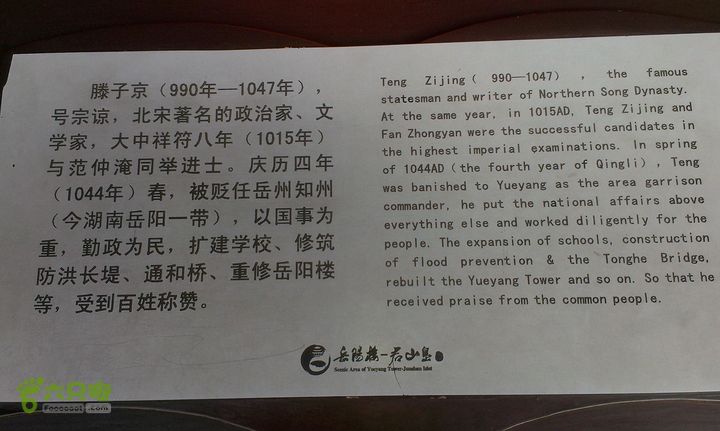 滕子京（990年—1047年），
号宗谅，北宋著名的政治家、文
学家，大中祥符八年（1015年）
与范仲淹同举进士。庆历四年
（1044年）春，被贬任岳州知州
（今湖南岳阳一带），以国事为
重，勤政为民，扩建学校、修筑
防洪长堤、通和桥、重修岳阳楼
等，受到百姓称赞。
Teng Zijing( 990—1047) , the famous
statesman and writer of Northern Song Dynasty.
At the same year, in 1015AD, Teng Zijing and
Fan Zhongyan were the successful candidates in
the highest imperial examinations. In spring
of 1044AD(the fourth year of Qingli), Teng
was banished to Yueyang as the area garrison
commander, he put the national affairs above
everything else and worked diligently for the
people. The expansion of schools, construction
of flood prevention & the Tonghe Bridge,
rebuilt the Yueyang Tower and so on. So that he
received praise from the common people.
岳陽樓—君山岛
Scenic Area of Yueyang Tower-Junshan Islet
六只脚
Foooooot.com